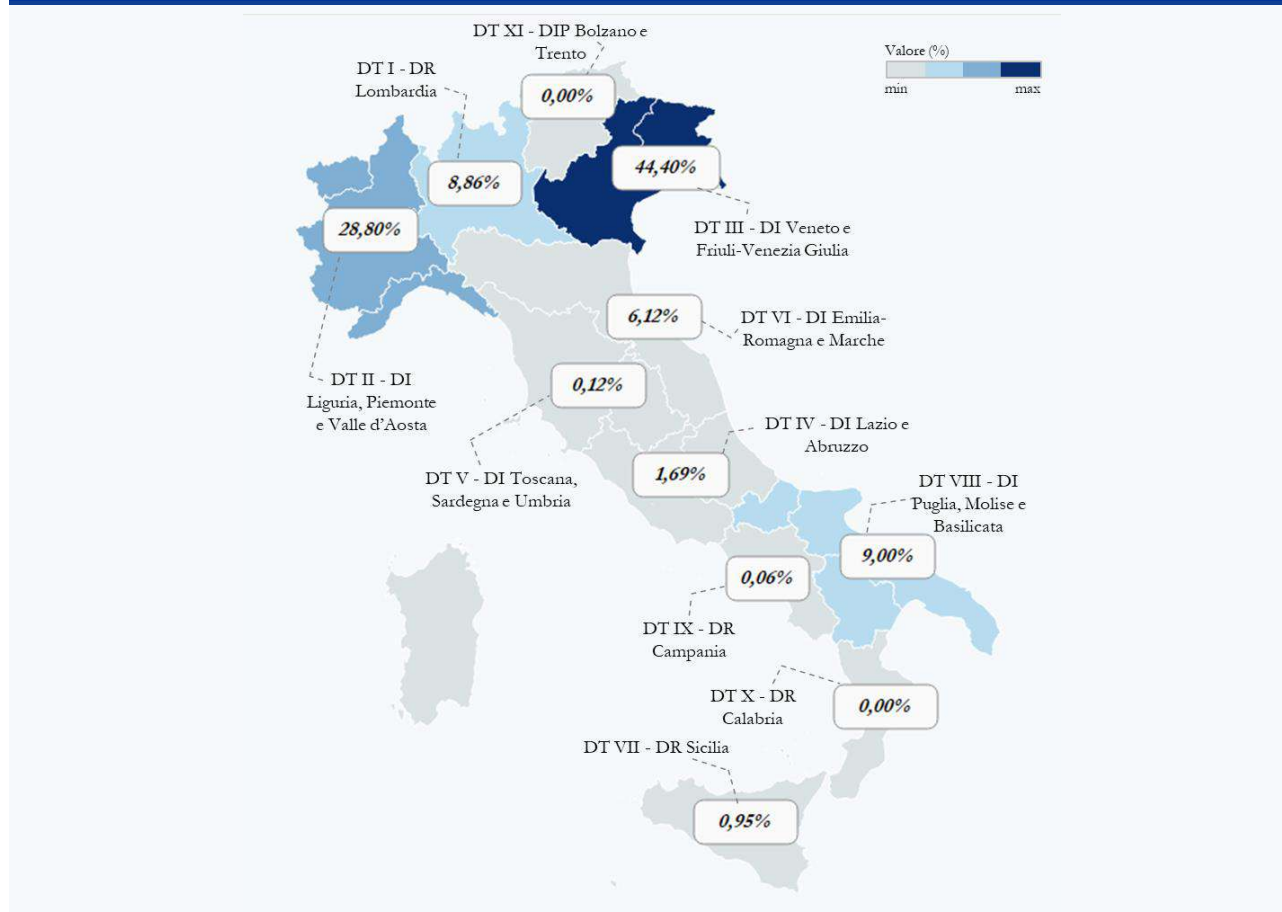 DT XI - DIP Bolzano e
Trento
0,00%
Valore (%)
min
max
DT I - DR
Lombardia
8,86%
44,40%
DT III - DI Veneto e
Friuli-Venezia Giulia
28,80%
DT II - DI
Liguria, Piemonte
e Valle d'Aosta
6,12%
DT VI - DI Emilia-
Romagna e Marche
0,12%
DT V - DI Toscana,
Sardegna e Umbria
DT IV - DI Lazio e
Abruzzo
1,69%
DT VIII - DI
Puglia, Molise e
Basilicata
9,00%
0,06%
DT IX - DR
Campania
DT X - DR
Calabria
0,00%
DT VII - DR Sicilia
0,95%